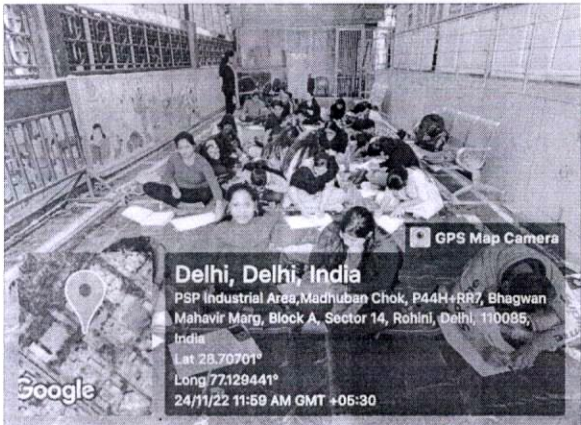 GPS Map Camera
Delhi, Delhi, India
PSP Industrial Area,Madhuban Chok, P44H+RR7, Bhagwan
Mahavir Marg, Block A, Sector 14, Rohini, Delhi, 110085,
India
Lat 28.70701°
Long 77.129441°
24/11/22 11:59 AM GMT +05:30
Google